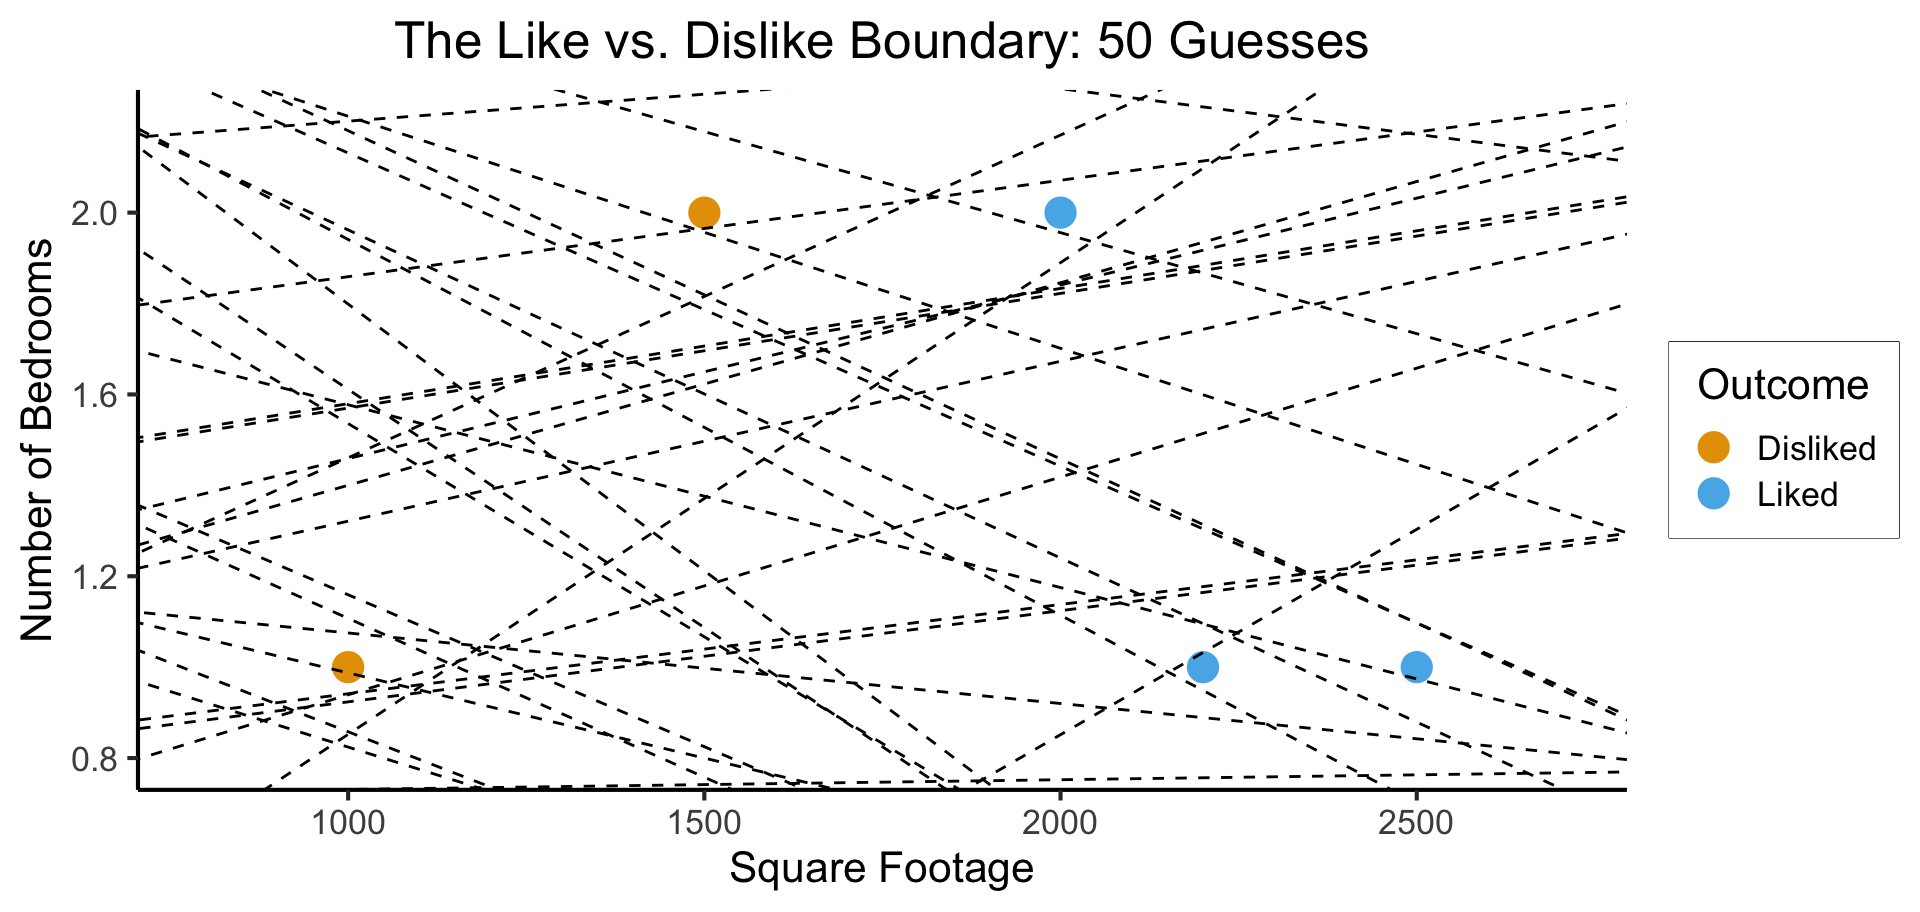 The Like vs. Dislike Boundary: 50 Guesses
Number of Bedrooms
2.0
1.6
1.2
0.8
1000 1500 2000 2500
Square Footage
Outcome
Disliked
Liked